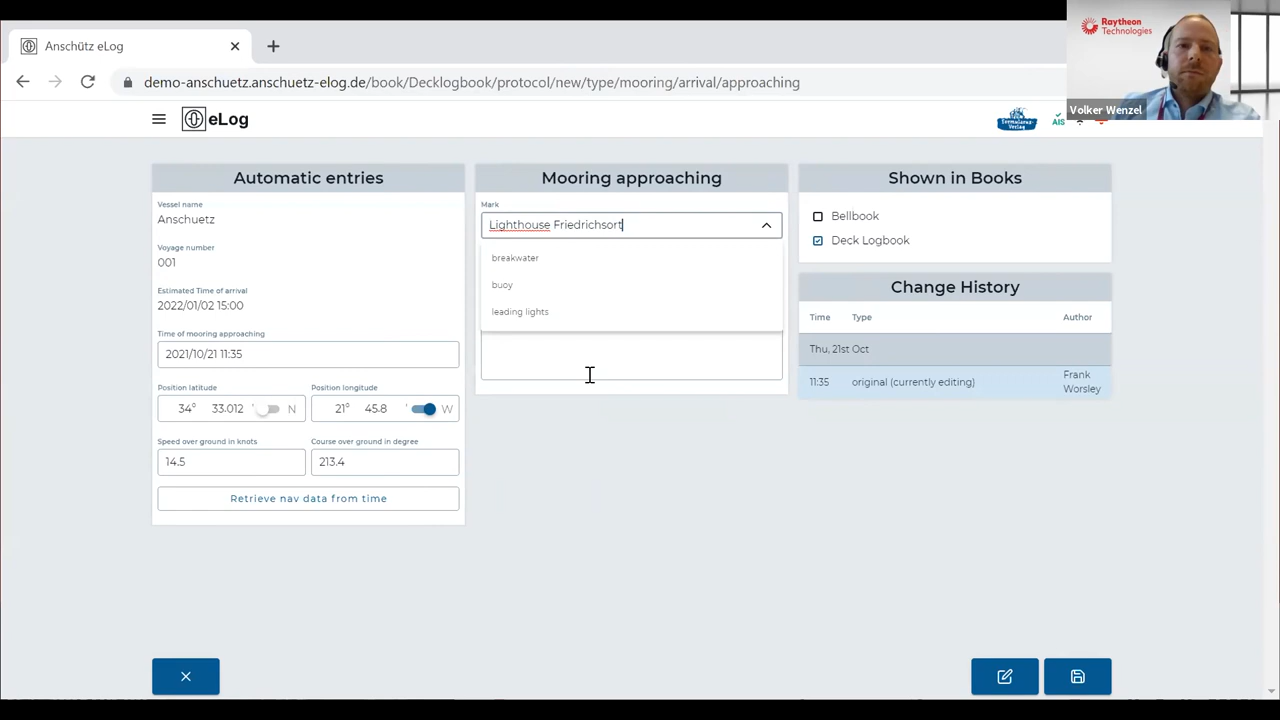 Anschütz eLog
demo-anschuetz.anschuetz-elog.de/book/Decklogbook/protocol/new/type/mooring/arrival/approaching
Raytheon
Technologies
Volker Wenzel
eLog
Formularus-
Verlag
AIS
Automatic entries
Vessel name
Anschuetz
Voyage number
001
Estimated Time of arrival
2022/01/02 15:00
Time of mooring approaching
2021/10/21 11:35
Position latitude
34° 33.012 ' N
Position longitude
21° 45.8 ' W
Speed over ground in knots
14.5
Course over ground in degree
213.4
Retrieve nav data from time
Mooring approaching
Mark
Lighthouse Friedrichsort
breakwater
buoy
leading lights
Shown in Books
Bellbook
Deck Logbook
Change History
Time Type Author
Thu, 21st Oct
11:35 original (currently editing) Frank
Worsley